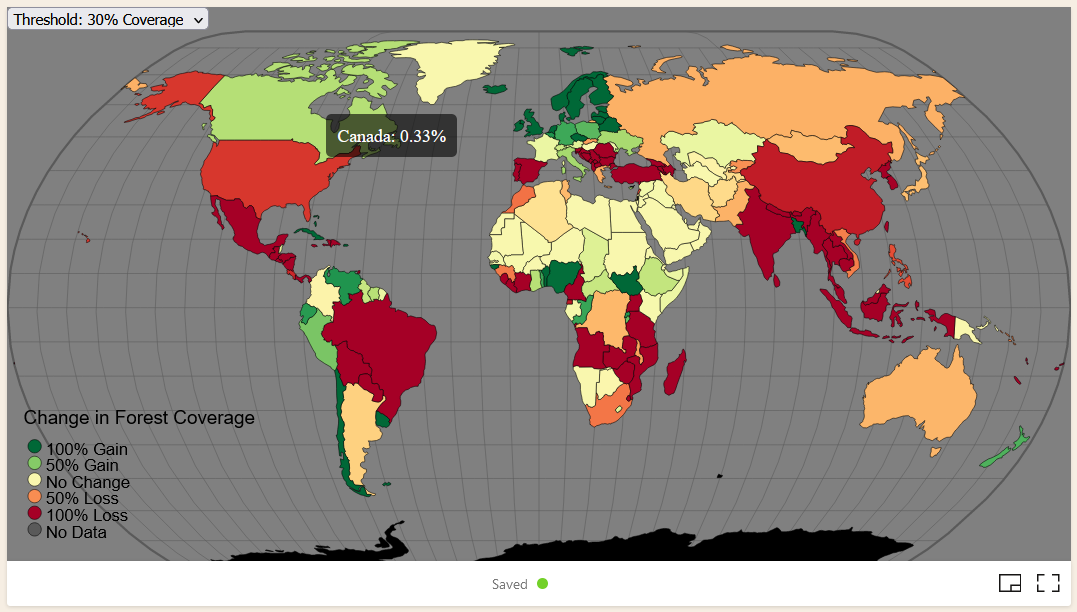 Threshold: 30% Coverage
Canada: 0.33%
Change in Forest Coverage
100% Gain
50% Gain
No Change
50% Loss
100% Loss
No Data
Saved